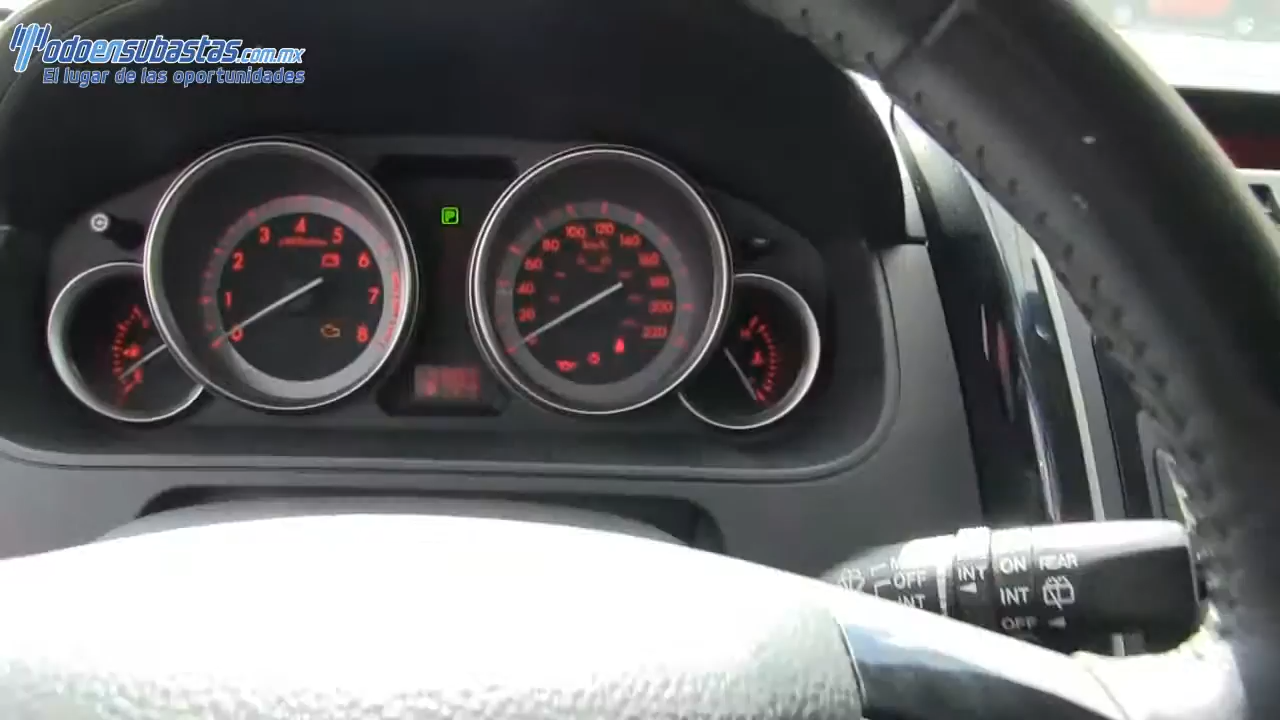 Todoensubastas.com.mx
El lugar de las oportunidades
P
0 1 2 3 4 5 6 7 8
20 40 60 80 100 120 140 160 180 200 220
km/h
H
OFF
INT
INT
ON
INT
OFF
REAR